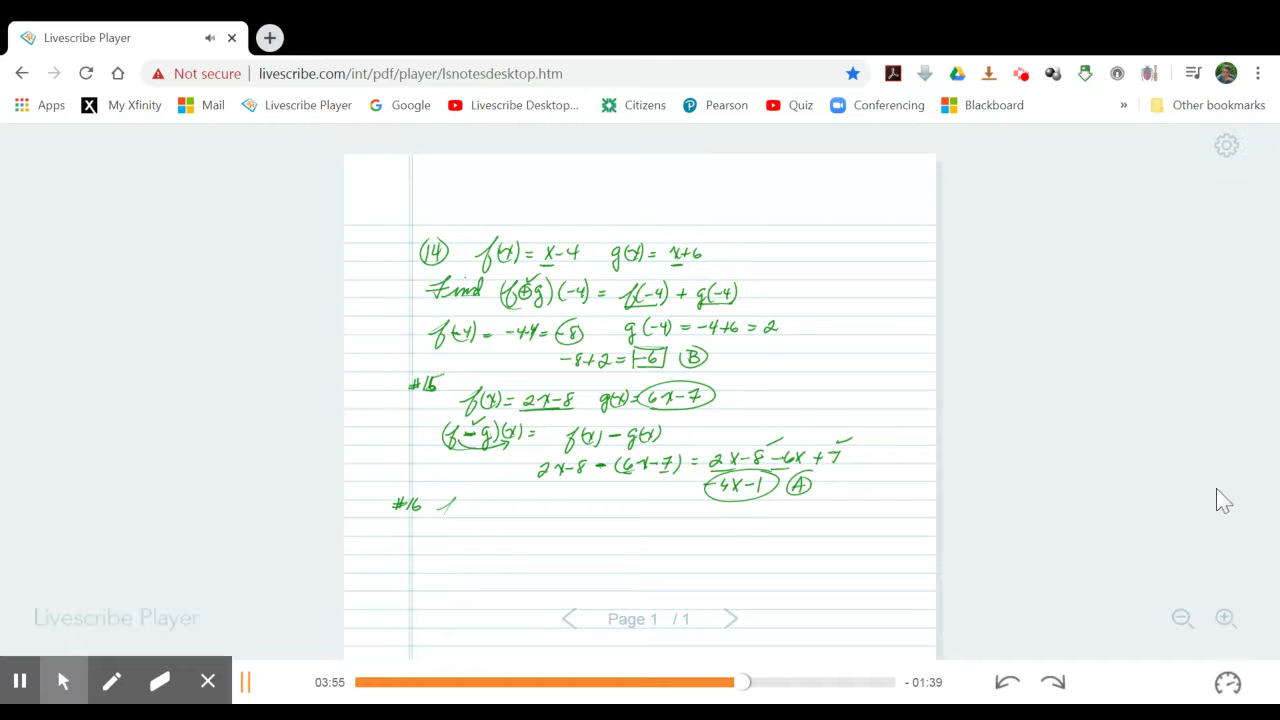 Livescribe Player
Not secure | livescribe.com/int/pdf/player/lsnotesdesktop.htm
Apps My Xfinity Mail Livescribe Player Google Livescribe Desktop... Citizens Pearson Quiz Conferencing Blackboard » Other bookmarks
(14) f(x) = x-4 g(x) = x+6
Find (f+g)(-4) = f(-4) + g(-4)
f(-4) = -4-4 = -8 g(-4) = -4+6 = 2
-8+2 = -6 (B)
#15
f(x) = 2x-8 g(x) = 6x-7
(f-g)(x) = f(x) - g(x)
2x-8 - (6x-7) = 2x-8-6x+7
-4x-1 (A)
#16
Livescribe Player
Page 1 / 1
03:55 - 01:39